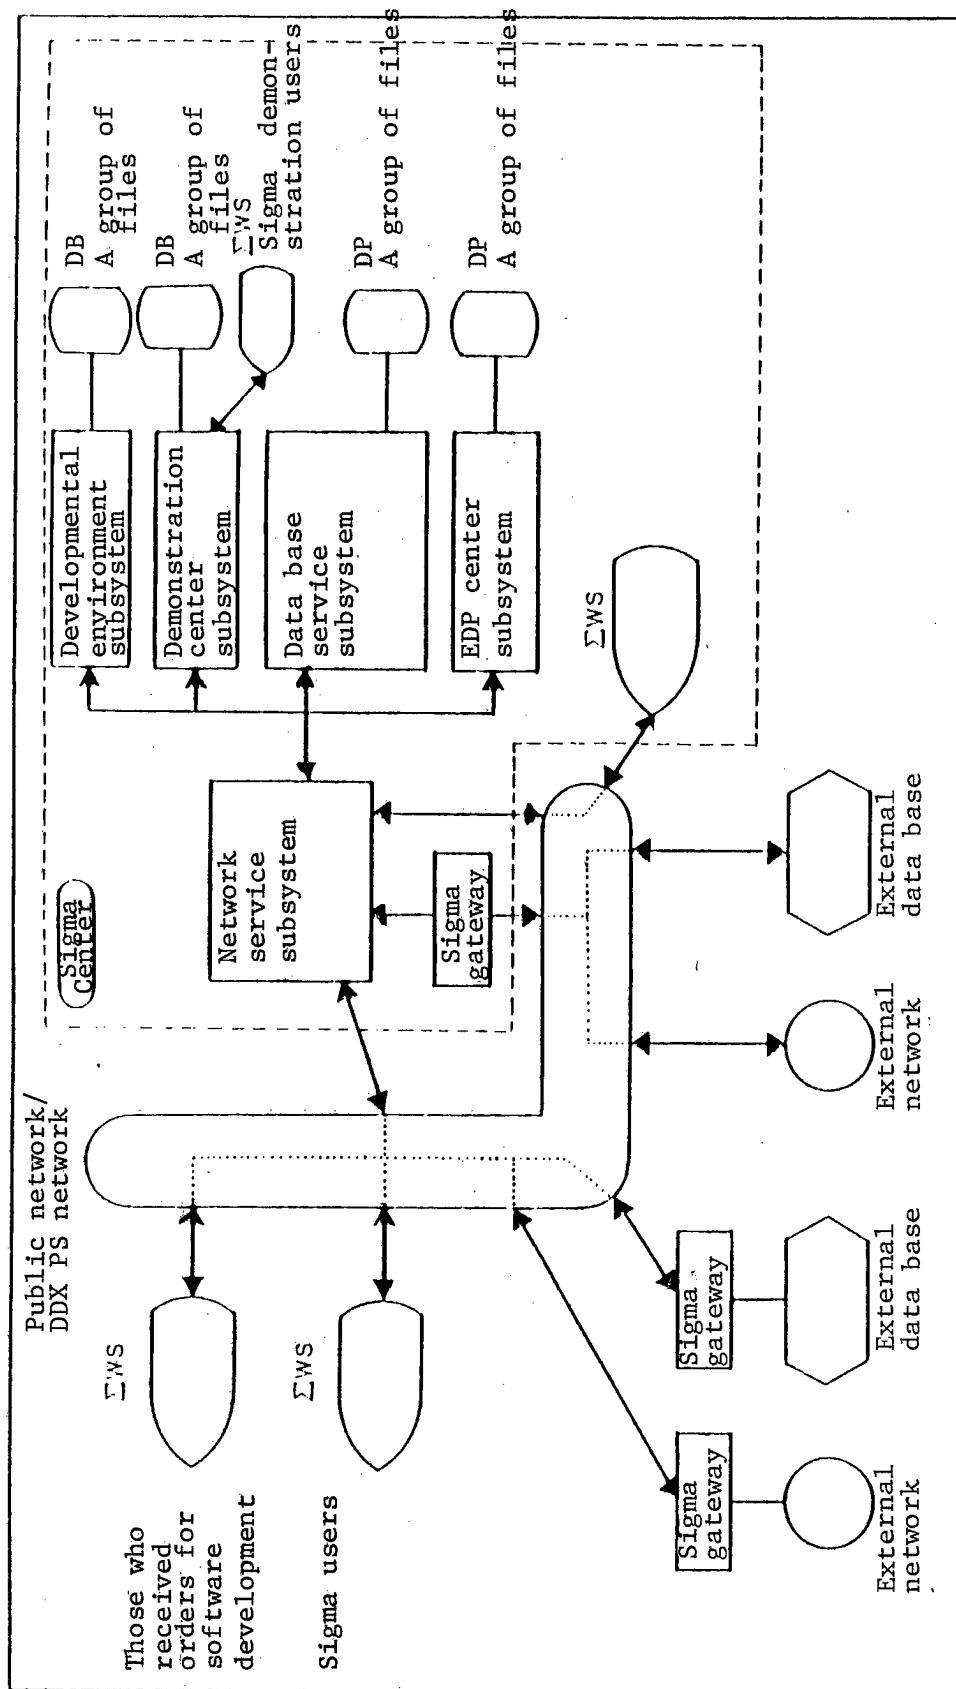 Public network/
DDX PS network
Sigma
center
Those who
received
orders for
software
development
ΣWS
Sigma users
ΣWS
Network
service
subsystem
Sigma
gateway
Developmental
environment
subsystem
DB
A group of
files
Demonstration
center
subsystem
DB
A group of
files
ΣWS
Sigma demon-
stration users
Data base
service
subsystem
DP
A group of files
EDP center
subsystem
DP
A group of files
ΣWS
Sigma
gateway
External
network
Sigma
gateway
External
data base
External
network
External
data base